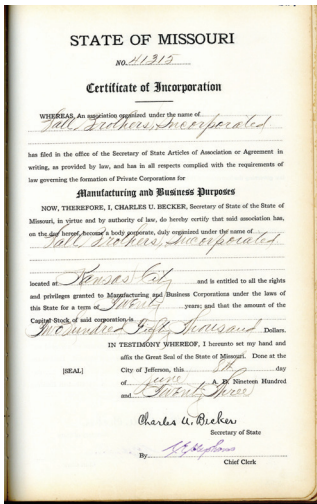 STATE OF MISSOURI
NO. 41315
Certificate of Incorporation
WHEREAS, An association organized under the name of
Hall Brothers, Incorporated
has filed in the office of the Secretary of State Articles of Association or Agreement in
writing, as provided by law, and has in all respects complied with the requirements of
law governing the formation of Private Corporations for
Manufacturing and Business Purposes
NOW, THEREFORE, I, CHARLES U. BECKER, Secretary of State of the State of
Missouri, in virtue and by authority of law, do hereby certify that said association has,
on the day hereof, become a body corporate, duly organized under the name of
Hall Brothers, Incorporated
located at Kansas City and is entitled to all the rights
and privileges granted to Manufacturing and Business Corporations under the laws of
this State for a term of Twenty years; and that the amount of the
Capital Stock of said corporation is
Two Hundred Fifty Thousand Dollars.
IN TESTIMONY WHEREOF, I hereunto set my hand and
affix the Great Seal of the State of Missouri. Done at the
[SEAL] City of Jefferson, this 8th day
of June A. D. Nineteen Hundred
and Twenty Three
Charles U. Becker
Secretary of State
By
Chief Clerk